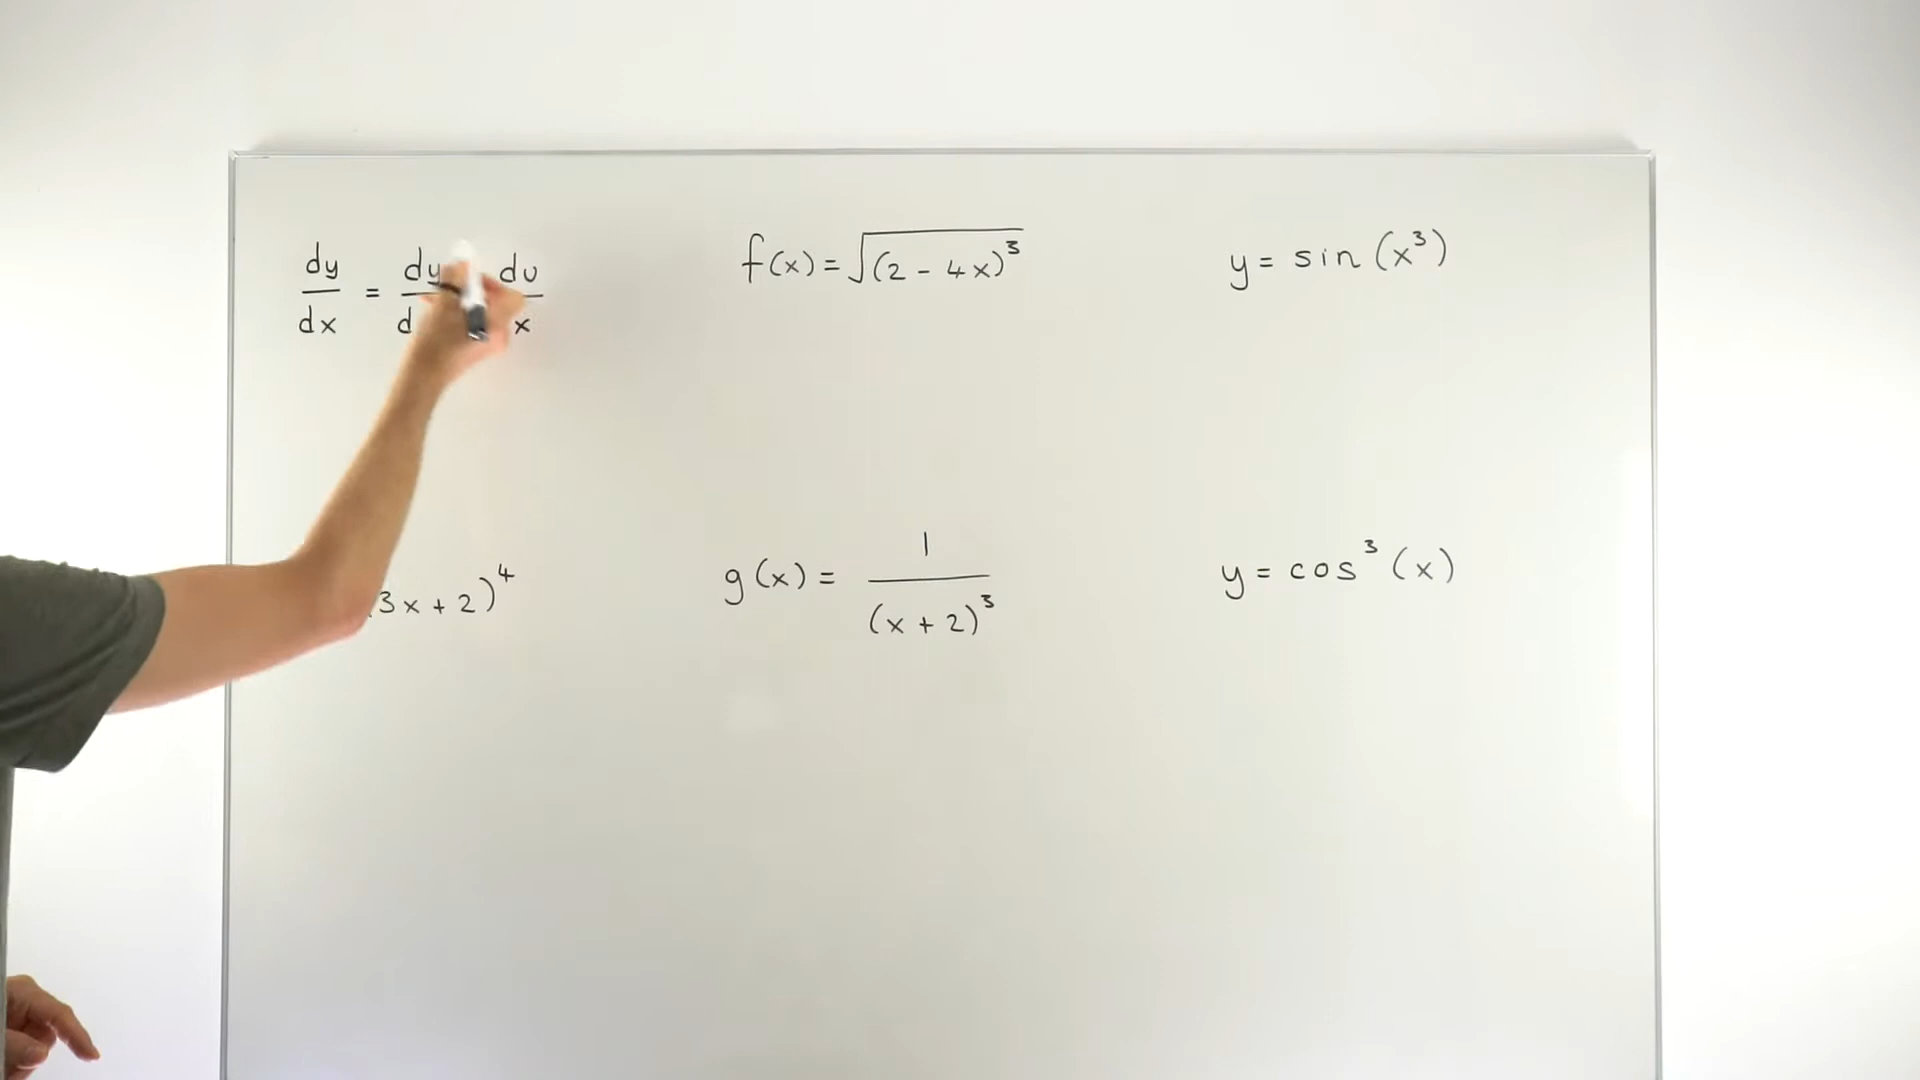 dy/dx = dy/d du/ x
f(x) = √(2 - 4x)³
y = sin (x³)
3x + 2)⁴
g(x) = 1/(x + 2)³
y = cos³ (x)